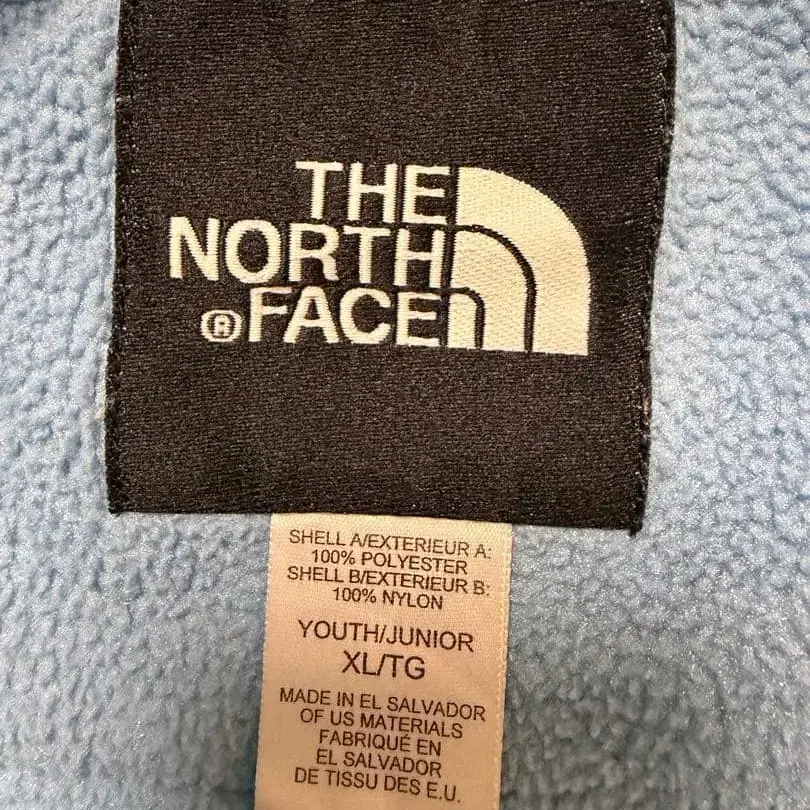 THE
NORTH
®FACE
SHELL A/EXTERIEUR A:
100% POLYESTER
SHELL B/EXTERIEUR B:
100% NYLON
YOUTH/JUNIOR
XL/TG
MADE IN EL SALVADOR
OF US MATERIALS
FABRIQUÉ EN
EL SALVADOR
DE TISSU DES E.U.